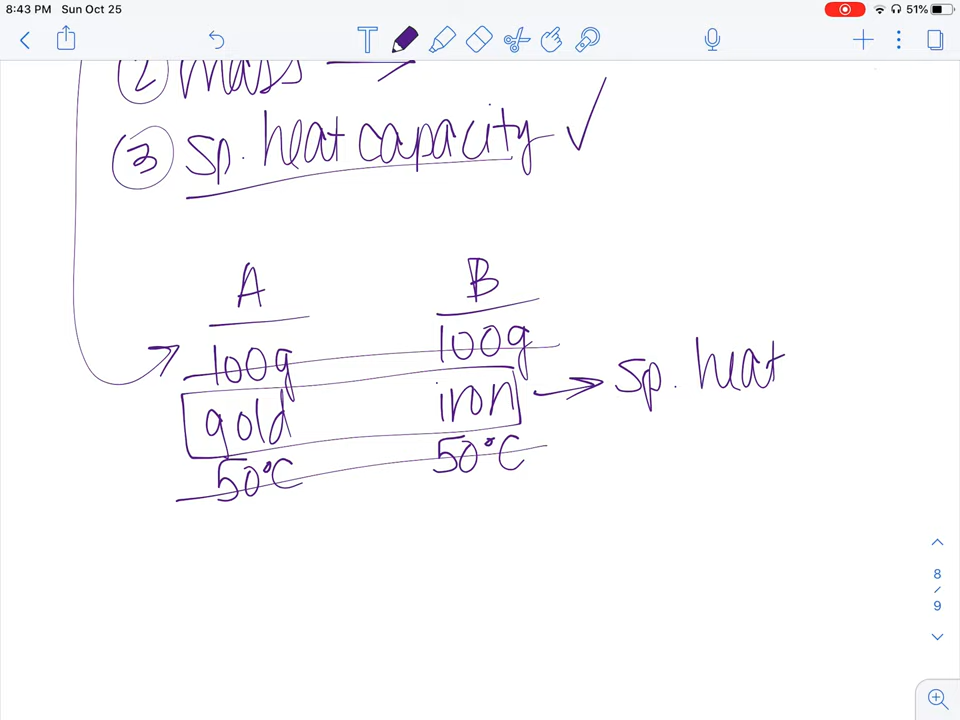 8:43 PM Sun Oct 25 51%
② mass
③ sp. heat capacity ✓
A B
100g 100g
gold iron → sp. heat
50°C 50°C
8
/
9